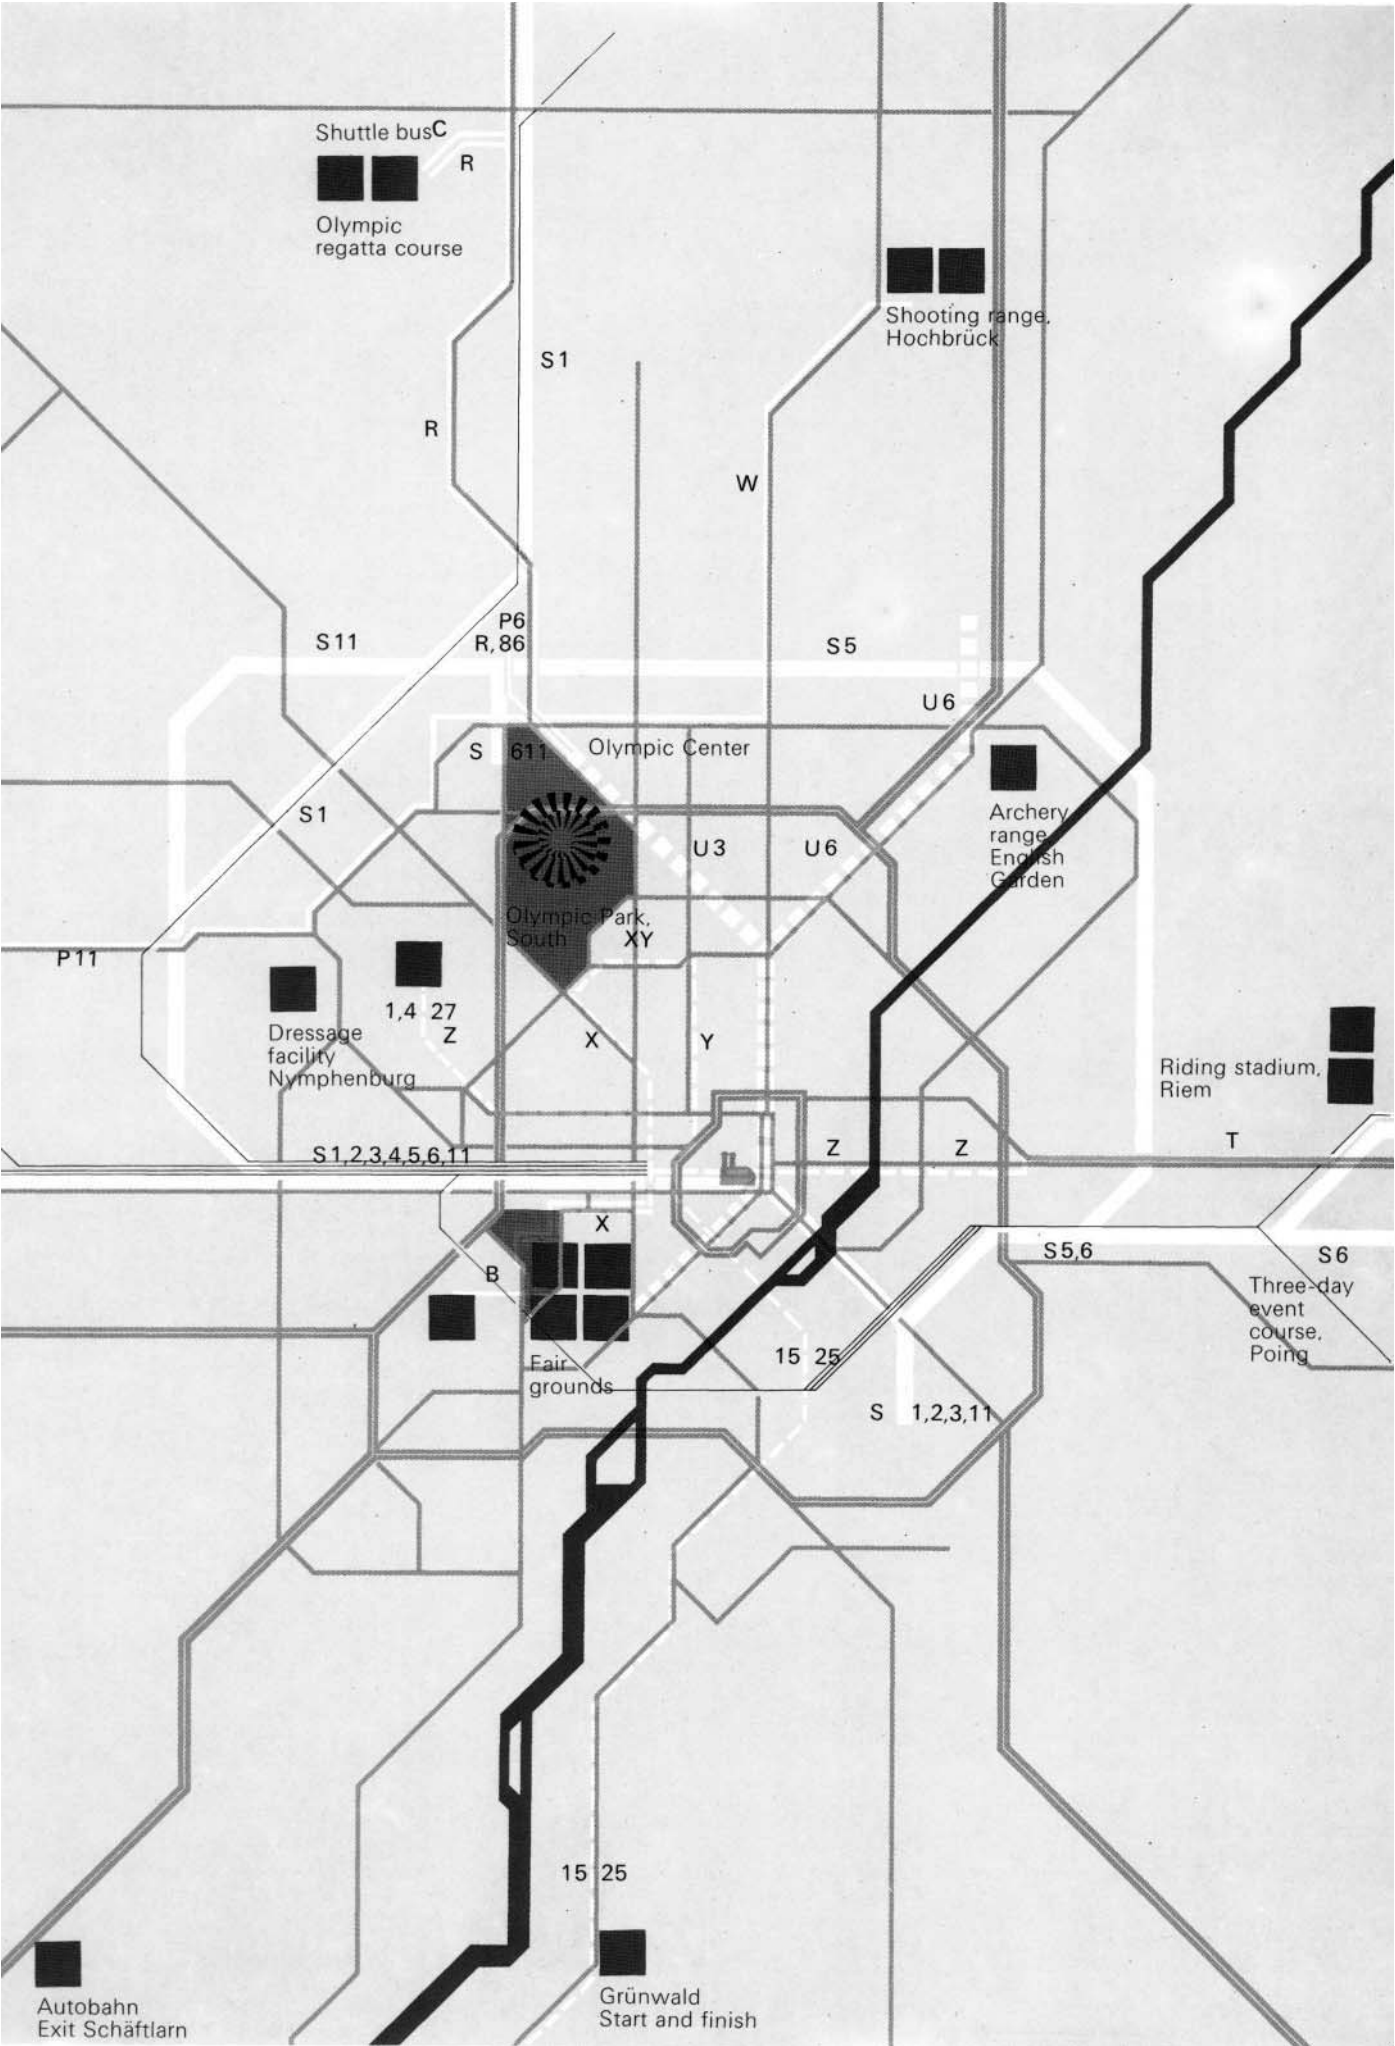 Shuttle bus C
R
Olympic
regatta course
Shooting range,
Hochbrück
S1
R
W
P6
R, 86
S11
S5
U6
S 611
Olympic Center
S1
U3
U6
Archery
range
English
Garden
Olympic Park,
South
XY
P11
1,4 27
Z
Dressage
facility
Nymphenburg
X
Y
Riding stadium,
Riem
S1,2,3,4,5,6,11
Z
Z
T
X
B
S5,6
S6
Three-day
event
course,
Poing
Fair
grounds
15 25
S 1,2,3,11
15 25
Autobahn
Exit Schäftlarn
Grünwald
Start and finish